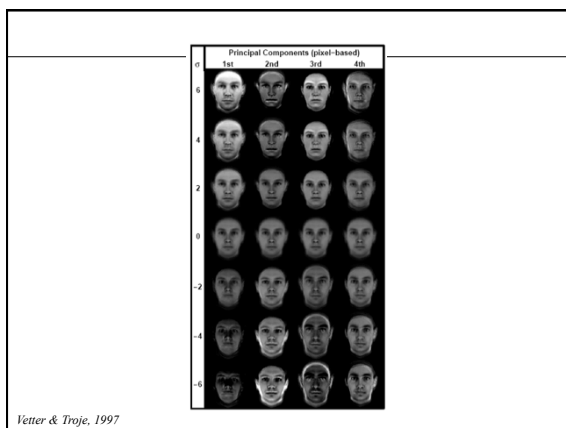 Principal Components (pixel-based)
σ 1st 2nd 3rd 4th
6
4
2
0
-2
-4
-6
Vetter & Troje, 1997